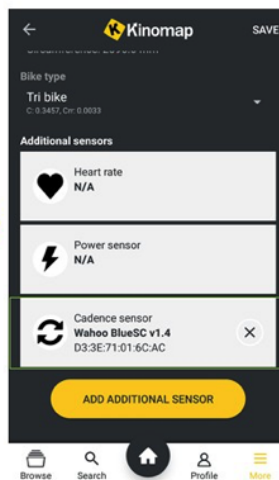 Kinomap
SAVE
Bike type
Tri bike
C: 0.3457, Crr: 0.0033
Additional sensors
Heart rate
N/A
Power sensor
N/A
Cadence sensor
Wahoo BlueSC v1.4
D3:3E:71:01:6C:AC
ADD ADDITIONAL SENSOR
Browse
Search
Profile
More